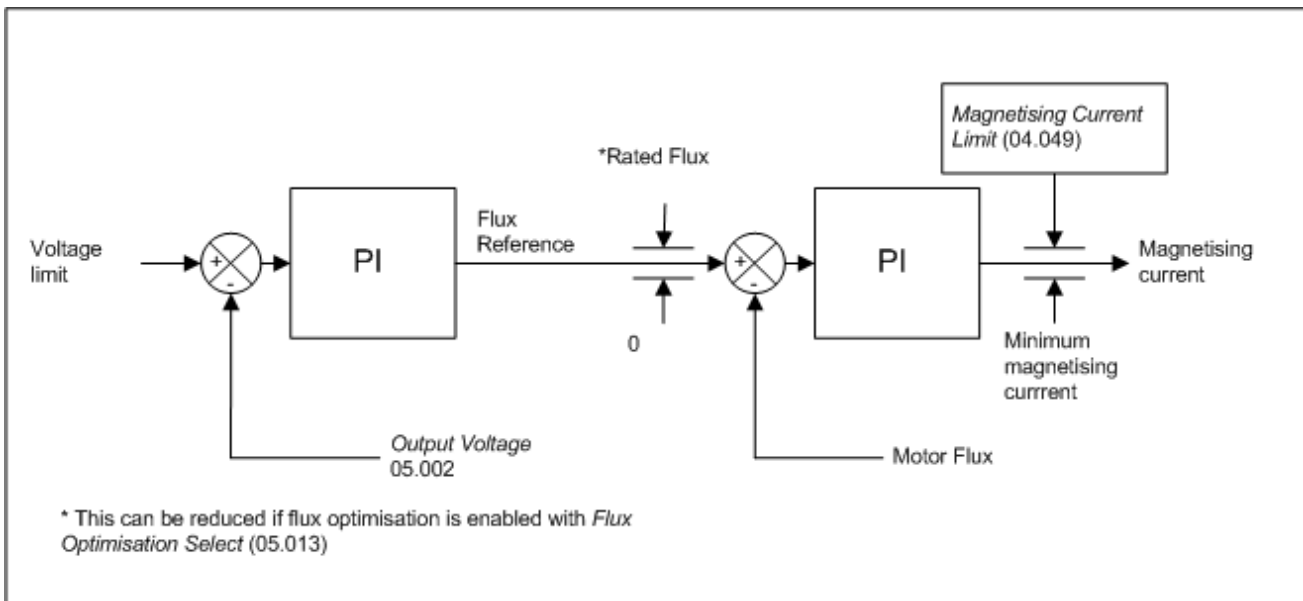 Magnetising Current
Limit (04.049)
*Rated Flux
Voltage
limit
+
-
PI
Flux
Reference
0
+
-
PI
Magnetising
current
Minimum
magnetising
currrent
Output Voltage
05.002
Motor Flux
* This can be reduced if flux optimisation is enabled with Flux
Optimisation Select (05.013)